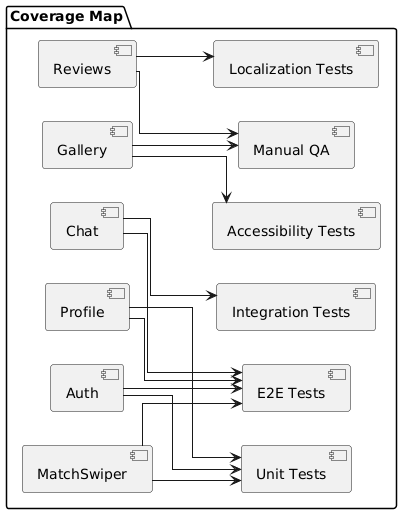 Coverage Map
Reviews
Localization Tests
Gallery
Manual QA
Chat
Accessibility Tests
Profile
Integration Tests
Auth
E2E Tests
MatchSwiper
Unit Tests